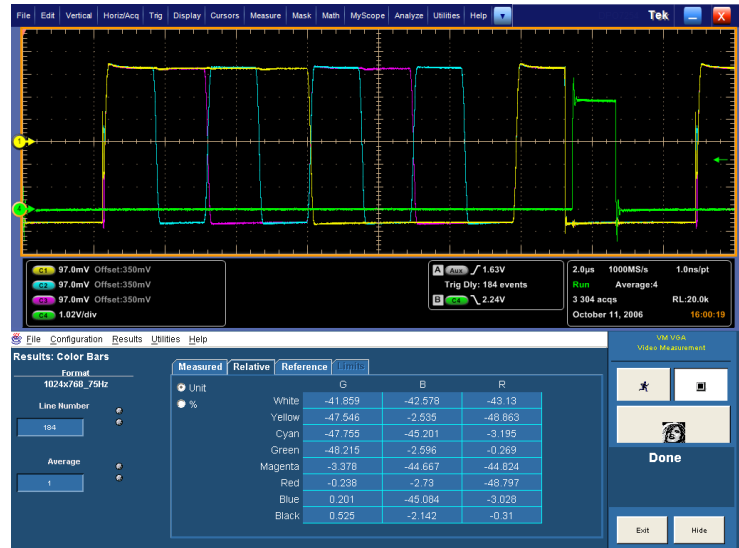 File Edit Vertical Horiz/Acq Trig Display Cursors Measure Mask Math MyScope Analyze Utilities Help Tek X
1
4
C1 97.0mV Offset:350mV
C2 97.0mV Offset:350mV
C3 97.0mV Offset:350mV
C4 1.02V/div
A Aux 1.63V
Trig Dly: 184 events
B C4 2.24V
2.0µs 1000MS/s 1.0ns/pt
Run Average:4
3 304 acqs RL:20.0k
October 11, 2006 16:00:19
File Configuration Results Utilities Help
VM VGA
Video Measurement
Results: Color Bars
Format
1024x768_75Hz
Line Number
184
Average
1
Measured Relative Reference Limits
Unit
%
G B R
White -41.859 -42.578 -43.13
Yellow -47.546 -2.535 -48.863
Cyan -47.755 -45.201 -3.195
Green -48.215 -2.596 -0.269
Magenta -3.378 -44.667 -44.824
Red -0.238 -2.73 -48.797
Blue 0.201 -45.084 -3.028
Black 0.525 -2.142 -0.31
Done
Exit Hide